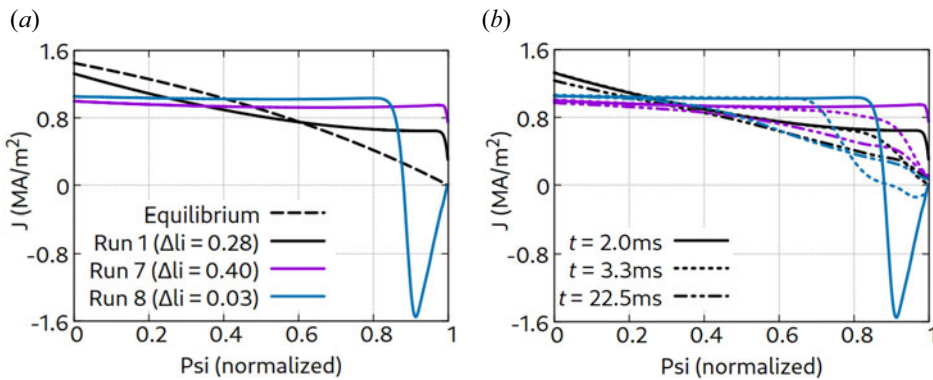 (a)
1.6
0.8
0
-0.8
-1.6
J (MA/m²)
Equilibrium
Run 1 (Δli = 0.28)
Run 7 (Δli = 0.40)
Run 8 (Δli = 0.03)
0 0.2 0.4 0.6 0.8 1
Psi (normalized)
(b)
1.6
0.8
0
-0.8
-1.6
J (MA/m²)
t = 2.0ms
t = 3.3ms
t = 22.5ms
0 0.2 0.4 0.6 0.8 1
Psi (normalized)